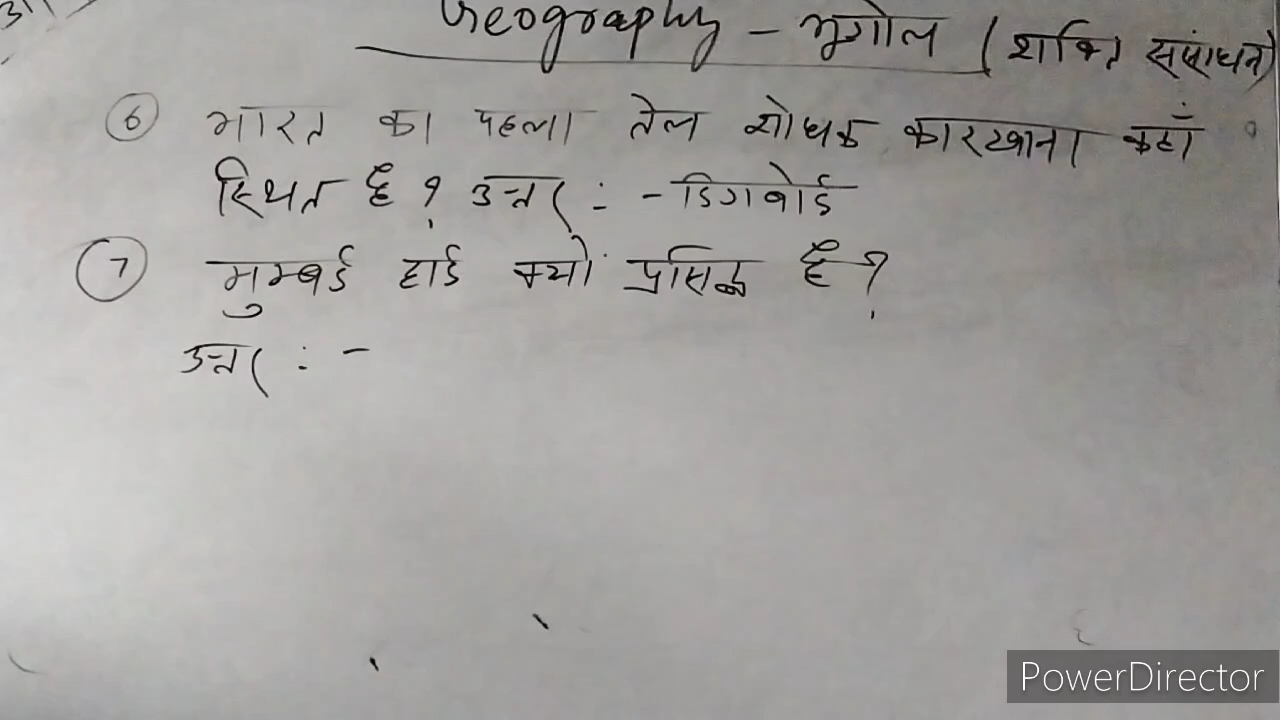 Geography - भूगोल (शक्ति संसाधन)
⑥ भारत का पहला तेल शोधक कारखाना कहाँ
स्थित है ? उत्तर :- डिगबोई
⑦ मुम्बई हाई क्यों प्रसिद्ध है ?
उत्तर :-
PowerDirector